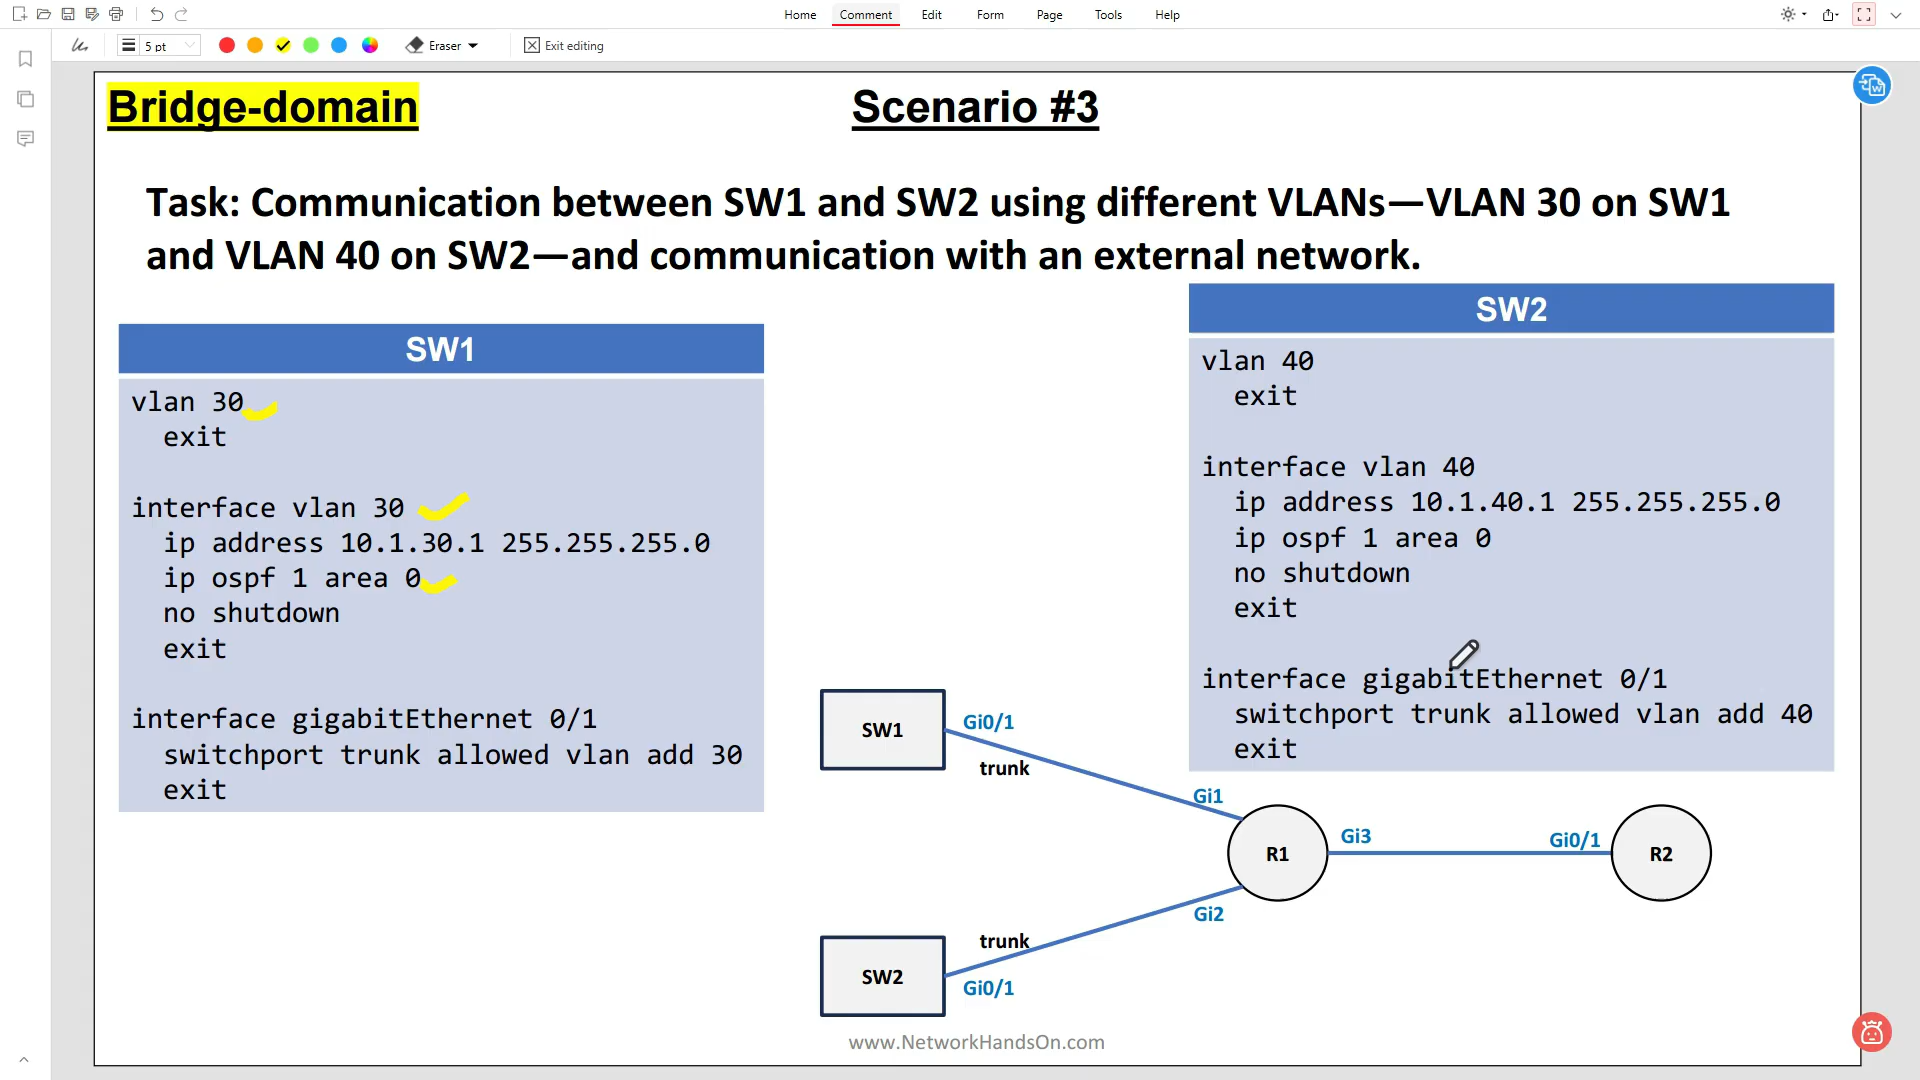 Home Comment Edit Form Page Tools Help
5 pt Eraser Exit editing
Bridge-domain Scenario #3
Task: Communication between SW1 and SW2 using different VLANs—VLAN 30 on SW1
and VLAN 40 on SW2—and communication with an external network.
SW1
vlan 30
exit
interface vlan 30
ip address 10.1.30.1 255.255.255.0
ip ospf 1 area 0
no shutdown
exit
interface gigabitEthernet 0/1
switchport trunk allowed vlan add 30
exit
SW2
vlan 40
exit
interface vlan 40
ip address 10.1.40.1 255.255.255.0
ip ospf 1 area 0
no shutdown
exit
interface gigabitEthernet 0/1
switchport trunk allowed vlan add 40
exit
SW1
Gi0/1
trunk
Gi1
R1
Gi3
Gi0/1
R2
Gi2
trunk
SW2
Gi0/1
www.NetworkHandsOn.com